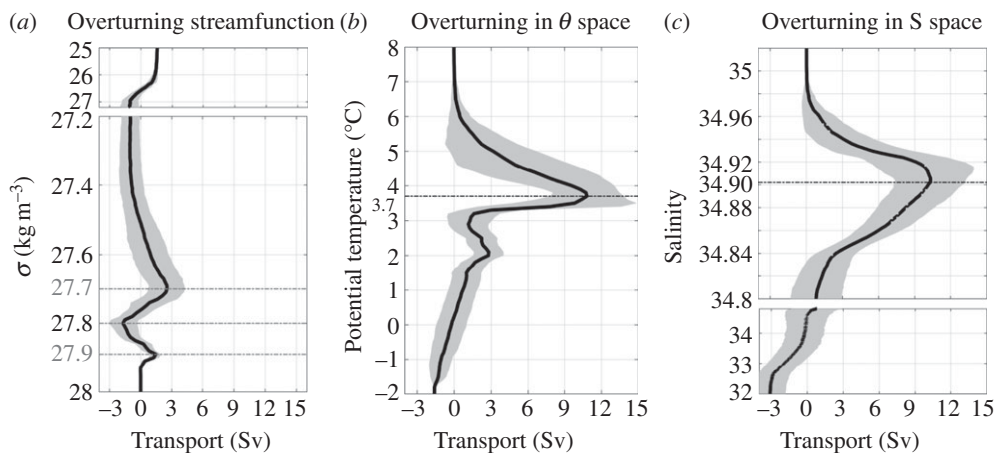 (a) Overturning streamfunction
25
26
27
27.2
27.4
27.6
27.7
27.8
27.9
28
σ (kg m−3)
−3 0 3 6 9 12 15
Transport (Sv)
(b) Overturning in θ space
8
7
6
5
4
3.7
3
2
1
0
−1
−2
Potential temperature (°C)
−3 0 3 6 9 12 15
Transport (Sv)
(c) Overturning in S space
35
34.96
34.92
34.90
34.88
34.84
34.8
34
33
32
Salinity
−3 0 3 6 9 12 15
Transport (Sv)